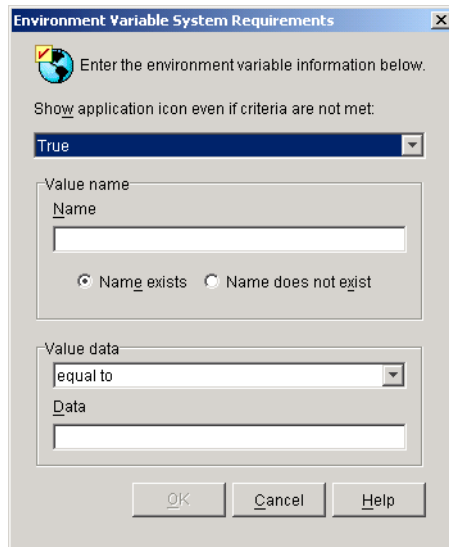 Environment Variable System Requirements
Enter the environment variable information below.
Show application icon even if criteria are not met:
True
Value name
Name
Name exists Name does not exist
Value data
equal to
Data
OK Cancel Help